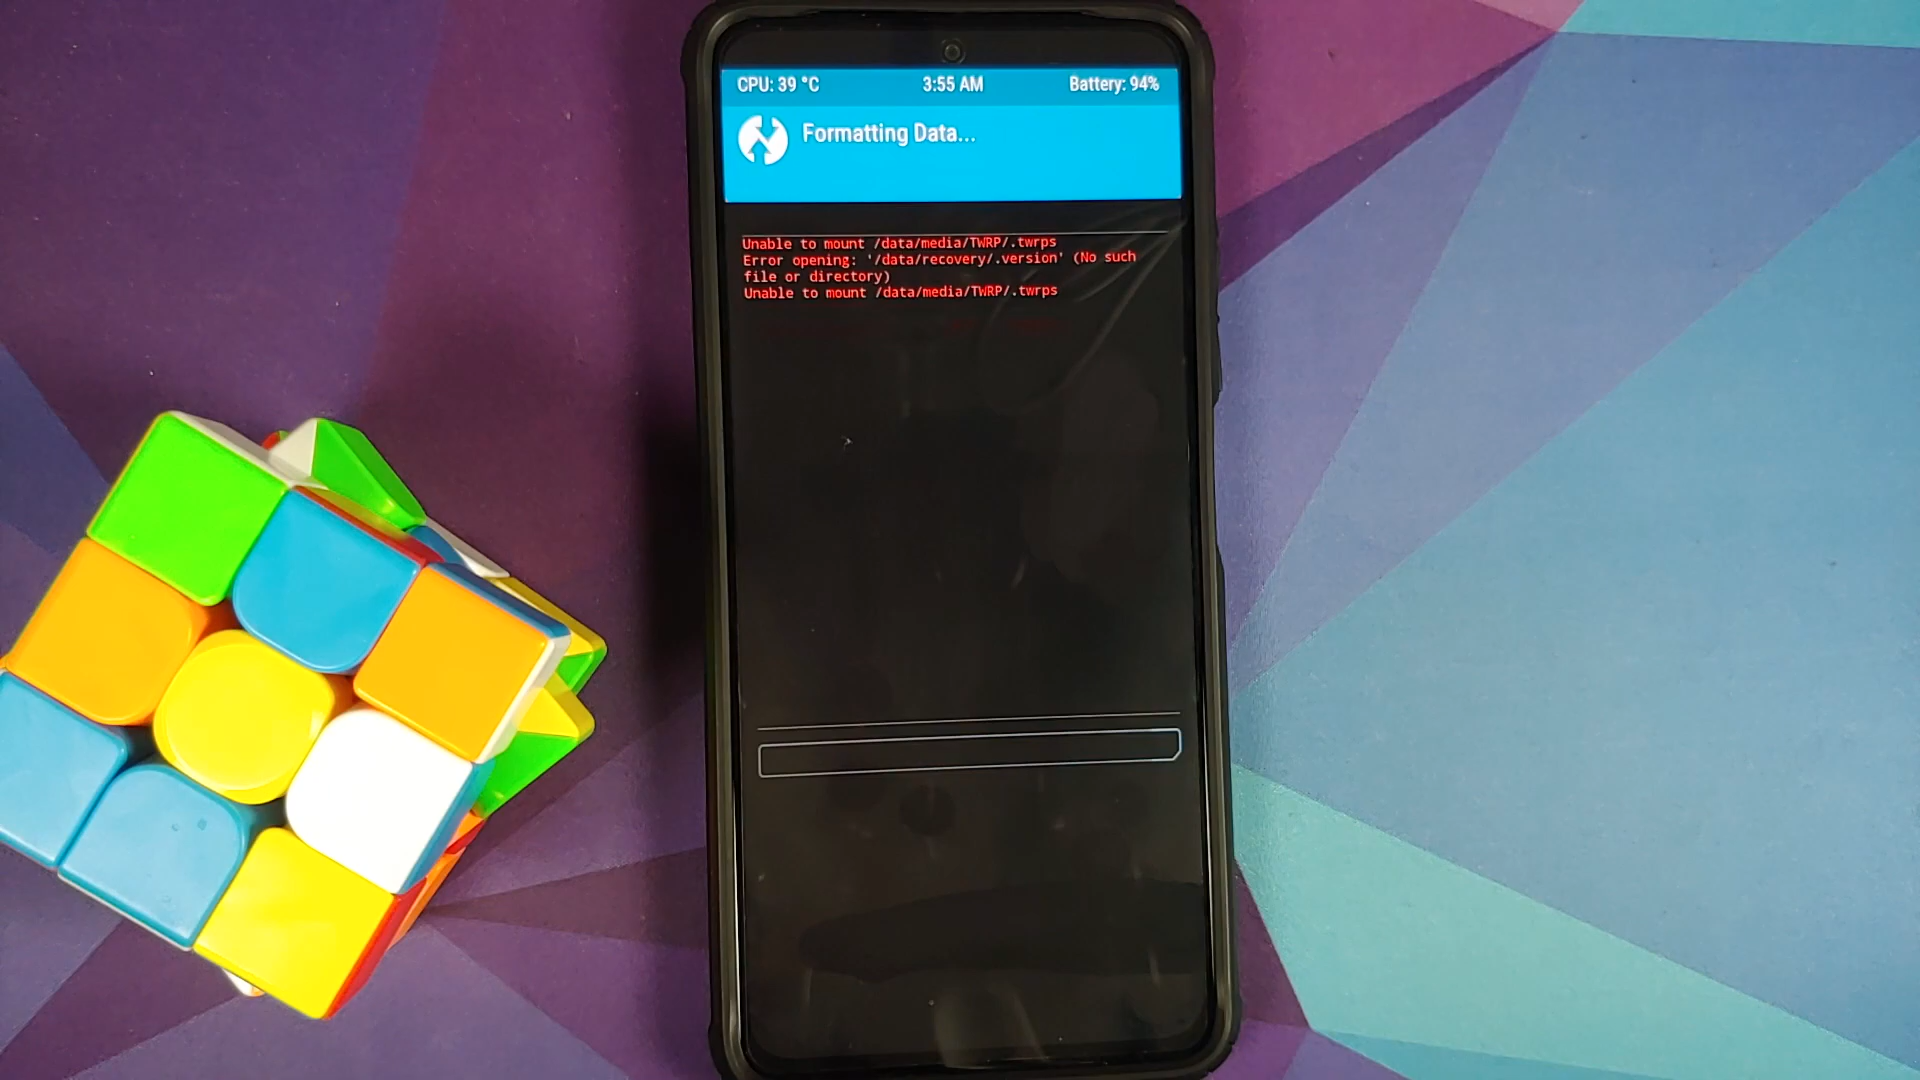 CPU: 39 °C 3:55 AM Battery: 94%
Formatting Data...
Unable to mount /data/media/TWRP/.twrps
Error opening: '/data/recovery/.version' (No such
file or directory)
Unable to mount /data/media/TWRP/.twrps